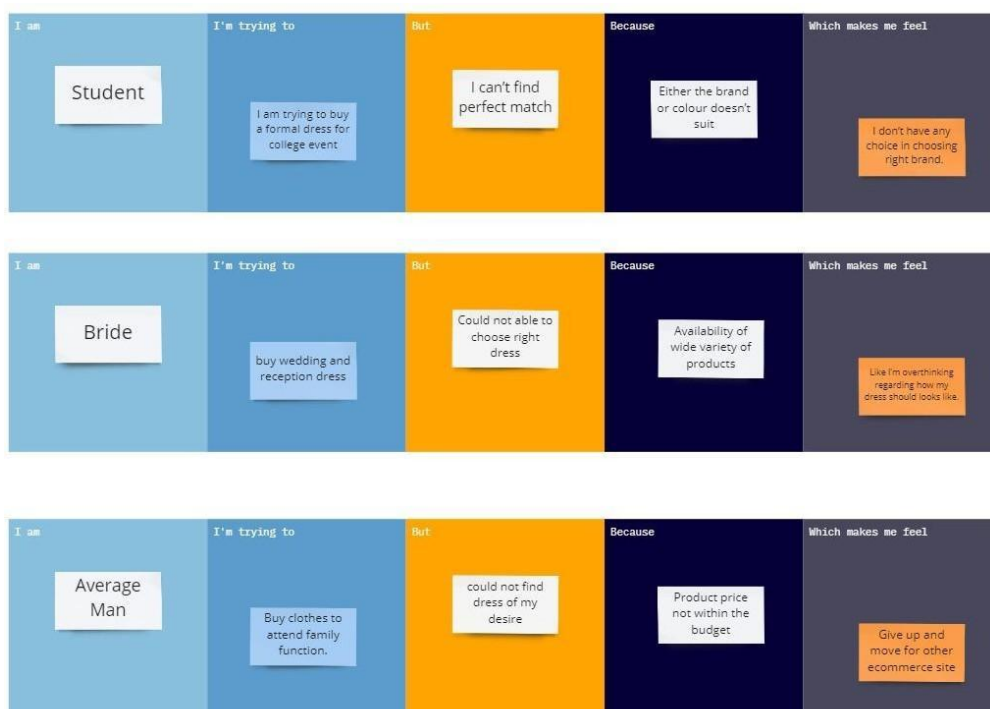 I am
I'm trying to
But
Because
Which makes me feel
Student
I am trying to buy
a formal dress for
college event
I can't find
perfect match
Either the brand
or colour doesn't
suit
I don't have any
choice in choosing
right brand.
I am
I'm trying to
But
Because
Which makes me feel
Bride
buy wedding and
reception dress
Could not able to
choose right
dress
Availability of
wide variety of
products
Like I'm overthinking
regarding how my
dress should looks like.
I am
I'm trying to
But
Because
Which makes me feel
Average
Man
Buy clothes to
attend family
function.
could not find
dress of my
desire
Product price
not within the
budget
Give up and
move for other
ecommerce site